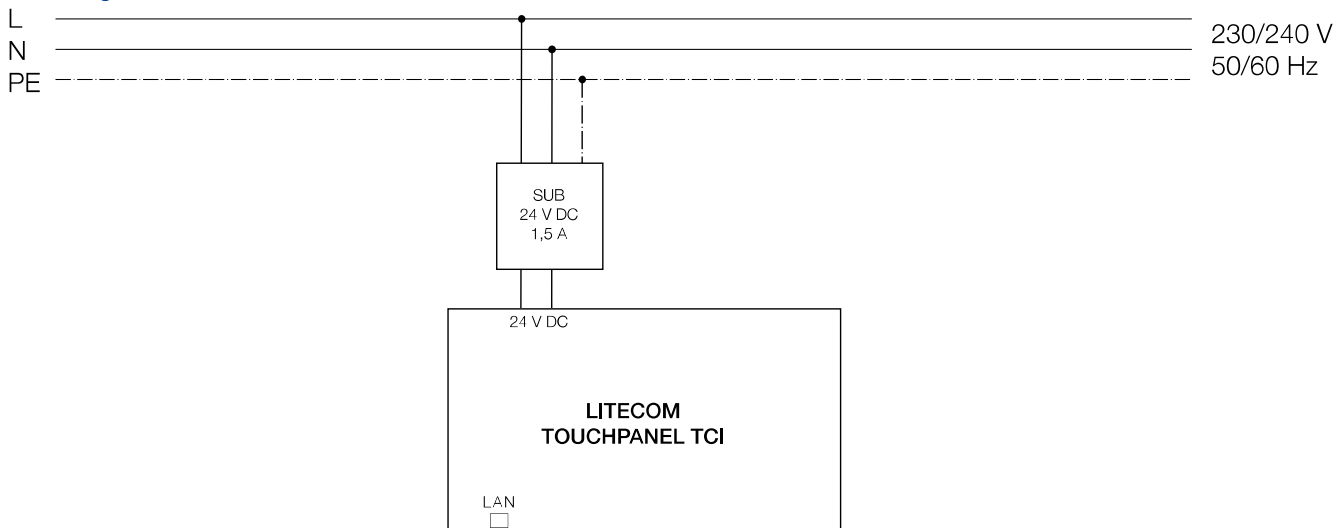 L
N
PE
230/240 V
50/60 Hz
SUB
24 V DC
1,5 A
24 V DC
LITECOM
TOUCHPANEL TCI
LAN